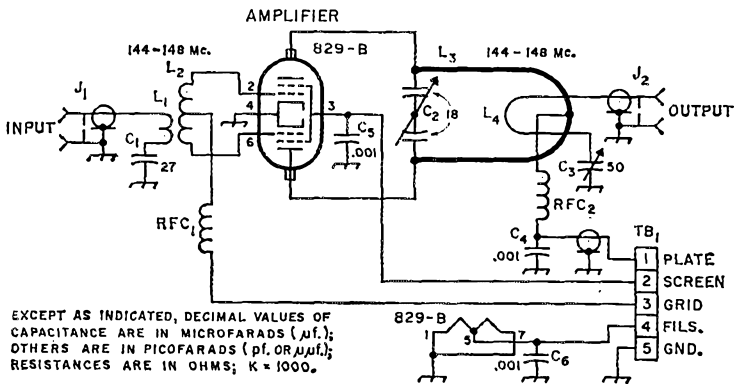 AMPLIFIER
144-148 Mc.
829-B
L3
144-148 Mc.
J1
L2
L1
2
4
6
3
C2 18
L4
J2
INPUT
OUTPUT
C1
27
C5
.001
C3
50
RFC1
RFC2
C4
.001
TB1
1 PLATE
2 SCREEN
3 GRID
4 FILS.
5 GND.
829-B
1
5
7
.001
C6
EXCEPT AS INDICATED, DECIMAL VALUES OF
CAPACITANCE ARE IN MICROFARADS (µf.);
OTHERS ARE IN PICOFARADS (pf. OR µµf.);
RESISTANCES ARE IN OHMS; K = 1000.